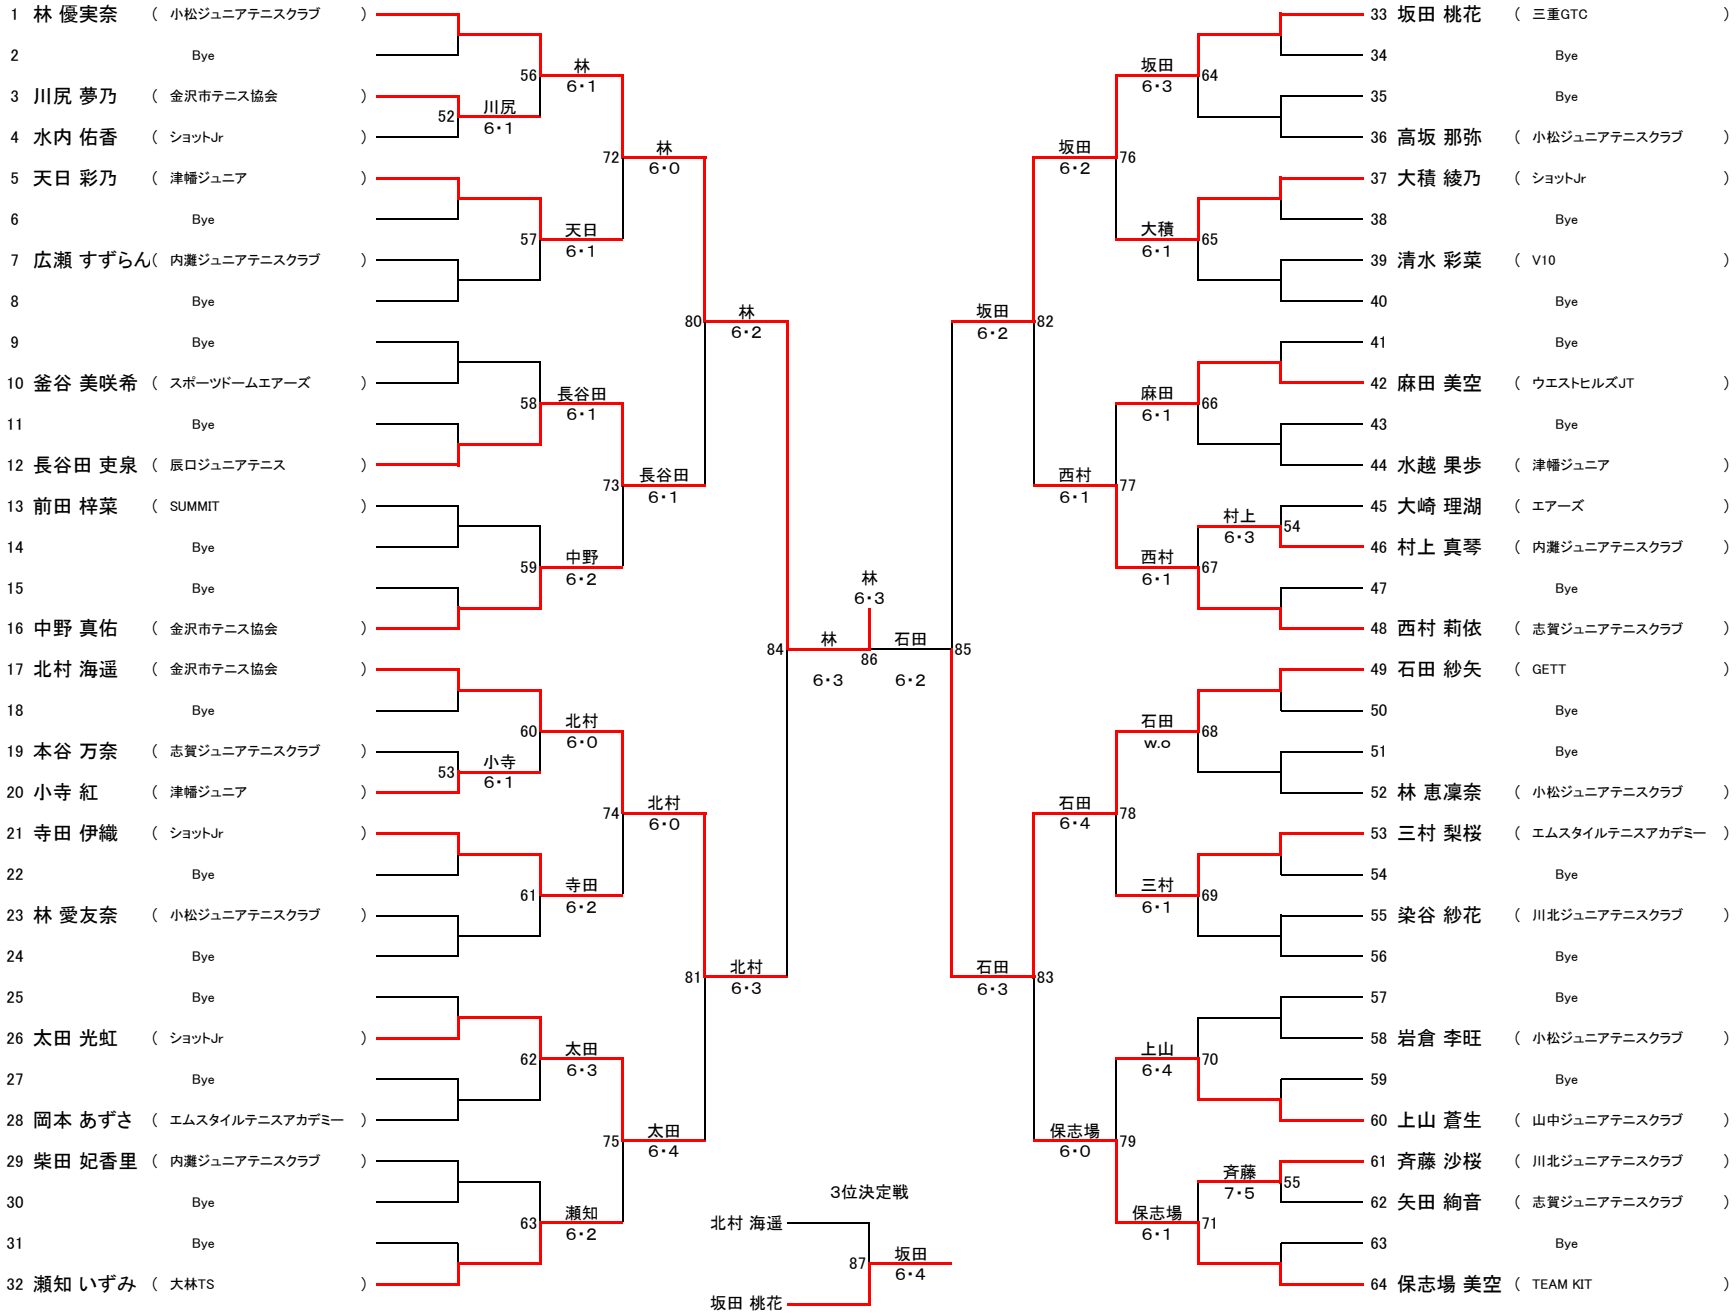 1 林 優実奈 ( 小松ジュニアテニスクラブ )
2 Bye
3 川尻 夢乃 ( 金沢市テニス協会 )
4 水内 佑香 ( ショットJr )
5 天日 彩乃 ( 津幡ジュニア )
6 Bye
7 広瀬 すずらん ( 内灘ジュニアテニスクラブ )
8 Bye
9 Bye
10 釜谷 美咲希 ( スポーツドームエアーズ )
11 Bye
12 長谷田 吏泉 ( 辰口ジュニアテニス )
13 前田 梓菜 ( SUMMIT )
14 Bye
15 Bye
16 中野 真佑 ( 金沢市テニス協会 )
17 北村 海遥 ( 金沢市テニス協会 )
18 Bye
19 本谷 万奈 ( 志賀ジュニアテニスクラブ )
20 小寺 紅 ( 津幡ジュニア )
21 寺田 伊織 ( ショットJr )
22 Bye
23 林 愛友奈 ( 小松ジュニアテニスクラブ )
24 Bye
25 Bye
26 太田 光虹 ( ショットJr )
27 Bye
28 岡本 あずさ ( エムスタイルテニスアカデミー )
29 柴田 妃香里 ( 内灘ジュニアテニスクラブ )
30 Bye
31 Bye
32 瀬知 いずみ ( 大林TS )
52 川尻
6・1
53 小寺
6・1
56 林
6・1
57 天日
6・1
58 長谷田
6・1
59 中野
6・2
60 北村
6・0
61 寺田
6・2
62 太田
6・3
63 瀬知
6・2
72 林
6・0
73 長谷田
6・1
74 北村
6・0
75 太田
6・4
80 林
6・2
81 北村
6・3
84 林
6・3
林
6・3
86
石田 85
6・2
坂田 82
6・2
石田 83
6・3
坂田 76
6・2
西村 77
6・1
石田 78
6・4
保志場 79
6・0
坂田 64
6・3
大積 65
6・1
麻田 66
6・1
西村 67
6・1
石田 68
w.o
三村 69
6・1
上山 70
6・4
保志場 71
6・1
村上 54
6・3
斉藤 55
7・5
33 坂田 桃花 ( 三重GTC )
34 Bye
35 Bye
36 高坂 那弥 ( 小松ジュニアテニスクラブ )
37 大積 綾乃 ( ショットJr )
38 Bye
39 清水 彩菜 ( V10 )
40 Bye
41 Bye
42 麻田 美空 ( ウエストヒルズJT )
43 Bye
44 水越 果歩 ( 津幡ジュニア )
45 大崎 理湖 ( エアーズ )
46 村上 真琴 ( 内灘ジュニアテニスクラブ )
47 Bye
48 西村 莉依 ( 志賀ジュニアテニスクラブ )
49 石田 紗矢 ( GETT )
50 Bye
51 Bye
52 林 恵凜奈 ( 小松ジュニアテニスクラブ )
53 三村 梨桜 ( エムスタイルテニスアカデミー )
54 Bye
55 染谷 紗花 ( 川北ジュニアテニスクラブ )
56 Bye
57 Bye
58 岩倉 李旺 ( 小松ジュニアテニスクラブ )
59 Bye
60 上山 蒼生 ( 山中ジュニアテニスクラブ )
61 斉藤 沙桜 ( 川北ジュニアテニスクラブ )
62 矢田 絢音 ( 志賀ジュニアテニスクラブ )
63 Bye
64 保志場 美空 ( TEAM KIT )
3位決定戦
北村 海遥
87 坂田
6・4
坂田 桃花